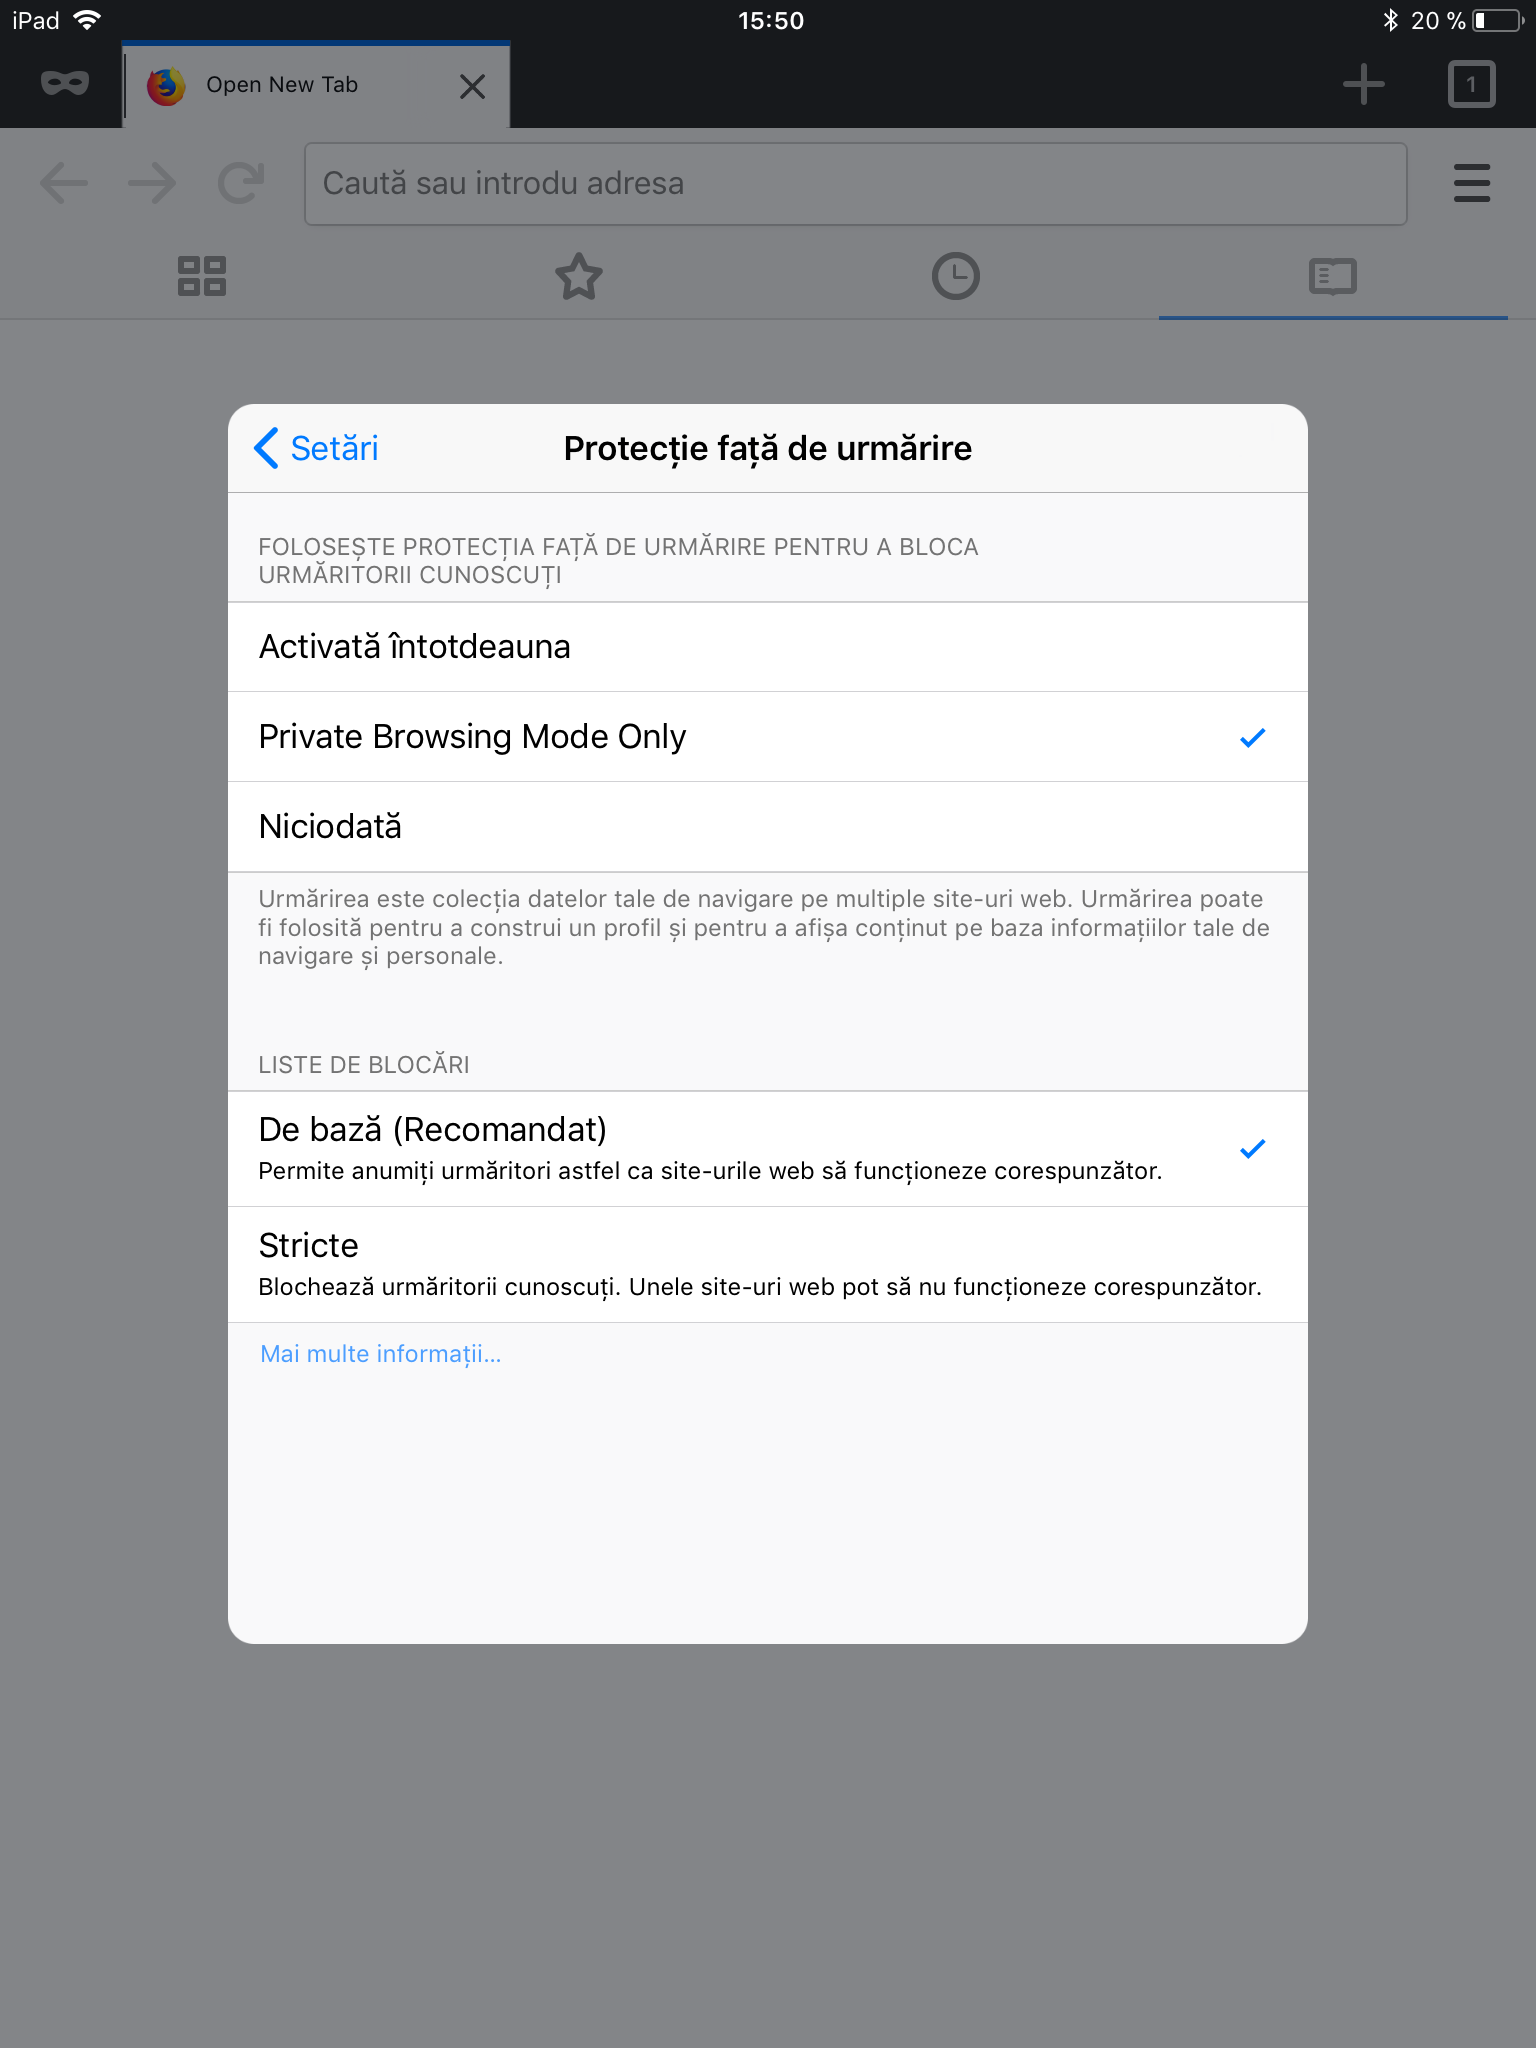 iPad 15:50 20 %
Open New Tab
1
Caută sau introdu adresa
Setări
Protecție față de urmărire
FOLOSEȘTE PROTECȚIA FAȚĂ DE URMĂRIRE PENTRU A BLOCA
URMĂRITORII CUNOSCUȚI
Activată întotdeauna
Private Browsing Mode Only
Niciodată
Urmărirea este colecția datelor tale de navigare pe multiple site-uri web. Urmărirea poate
fi folosită pentru a construi un profil și pentru a afișa conținut pe baza informațiilor tale de
navigare și personale.
LISTE DE BLOCĂRI
De bază (Recomandat)
Permite anumiți urmăritori astfel ca site-urile web să funcționeze corespunzător.
Stricte
Blochează urmăritorii cunoscuți. Unele site-uri web pot să nu funcționeze corespunzător.
Mai multe informații...